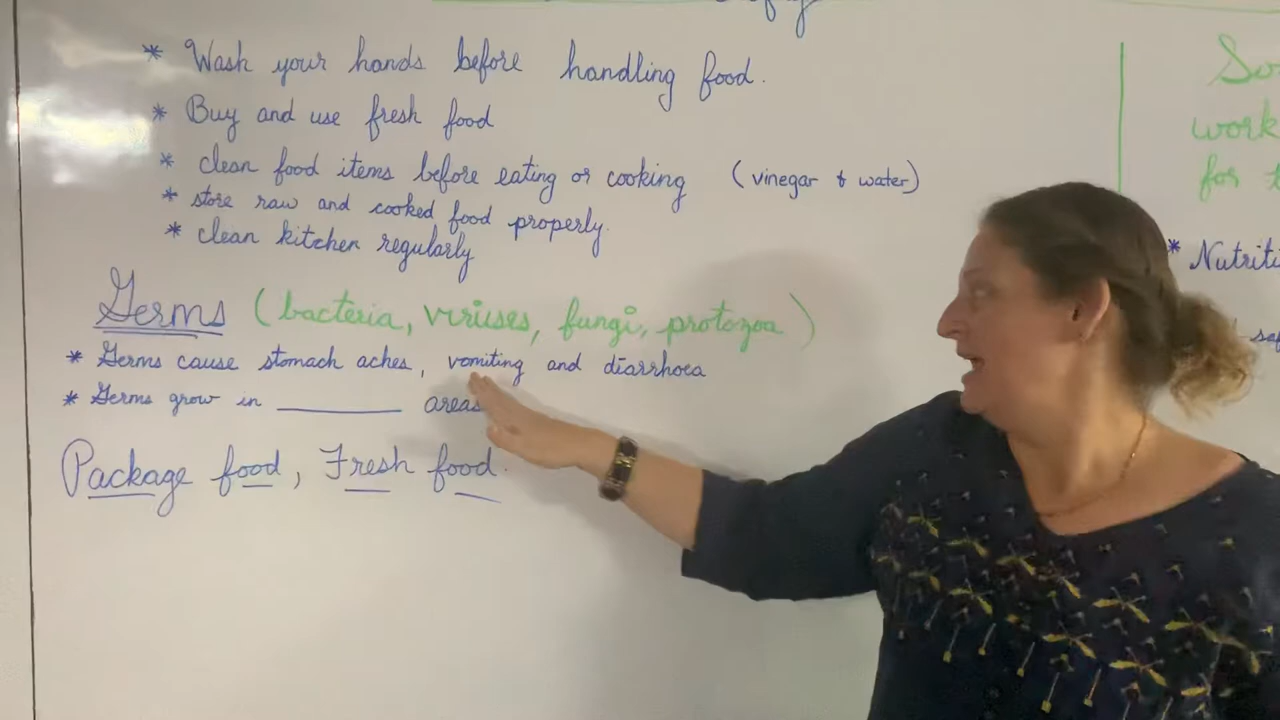 * Wash your hands before handling food.
* Buy and use fresh food
* clean food items before eating or cooking (vinegar & water)
* store raw and cooked food properly.
* clean kitchen regularly
Germs (bacteria, viruses, fungi, protozoa)
* Germs cause stomach aches, vomiting and diarrhoea
* Germs grow in ________ areas
Package food, Fresh food.
work
for
* Nutriti